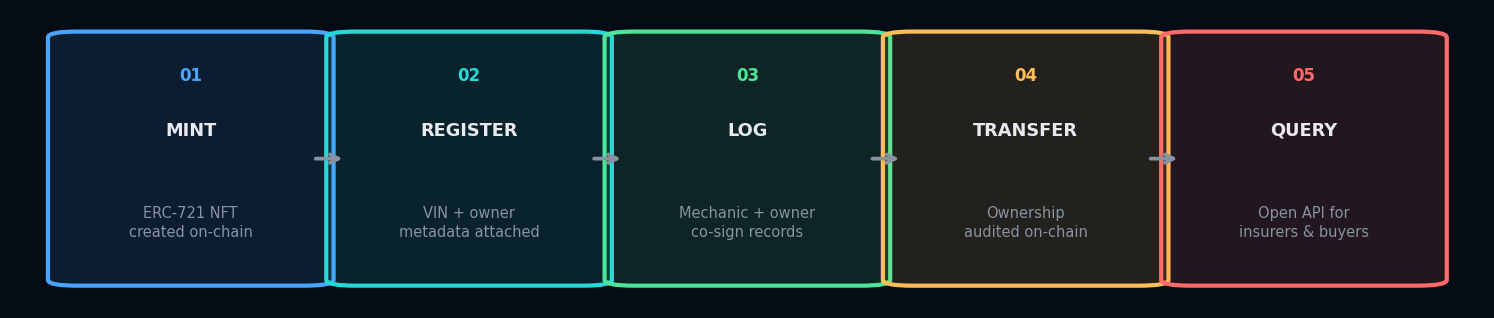 01
MINT
ERC-721 NFT
created on-chain
02
REGISTER
VIN + owner
metadata attached
03
LOG
Mechanic + owner
co-sign records
04
TRANSFER
Ownership
audited on-chain
05
QUERY
Open API for
insurers & buyers